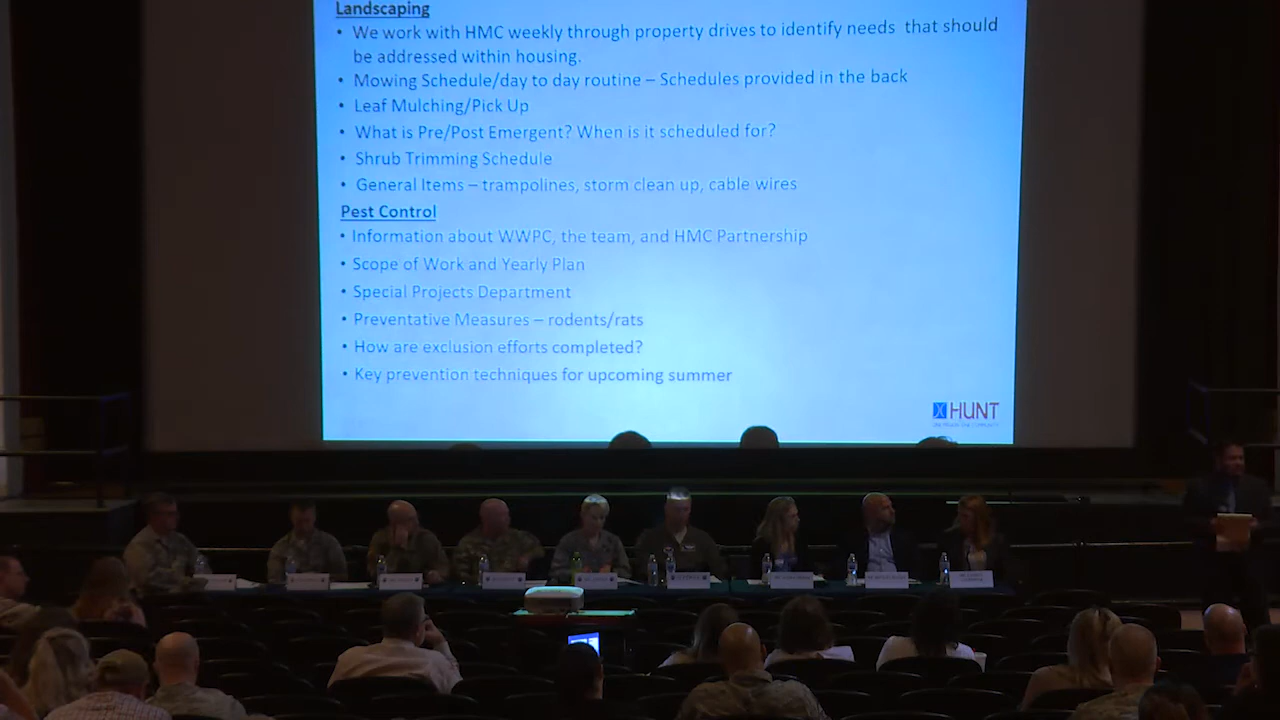 Landscaping
• We work with HMC weekly through property drives to identify needs that should
be addressed within housing.
• Mowing Schedule/day to day routine – Schedules provided in the back
• Leaf Mulching/Pick Up
• What is Pre/Post Emergent? When is it scheduled for?
• Shrub Trimming Schedule
• General Items – trampolines, storm clean up, cable wires
Pest Control
• Information about WWPC, the team, and HMC Partnership
• Scope of Work and Yearly Plan
• Special Projects Department
• Preventative Measures – rodents/rats
• How are exclusion efforts completed?
• Key prevention techniques for upcoming summer
HUNT